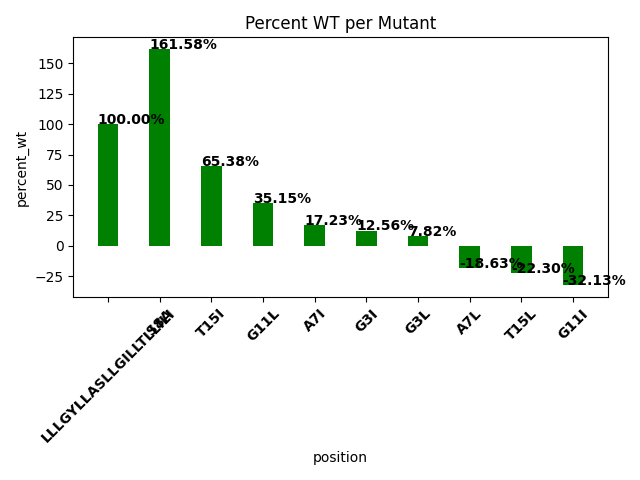 Percent WT per Mutant
percent_wt
150
125
100
75
50
25
0
−25
100.00%
161.58%
65.38%
35.15%
17.23%
12.56%
7.82%
-18.63%
-22.30%
-32.13%
T15I
G11L
A7I
G3I
G3L
A7L
T15L
G11I
position